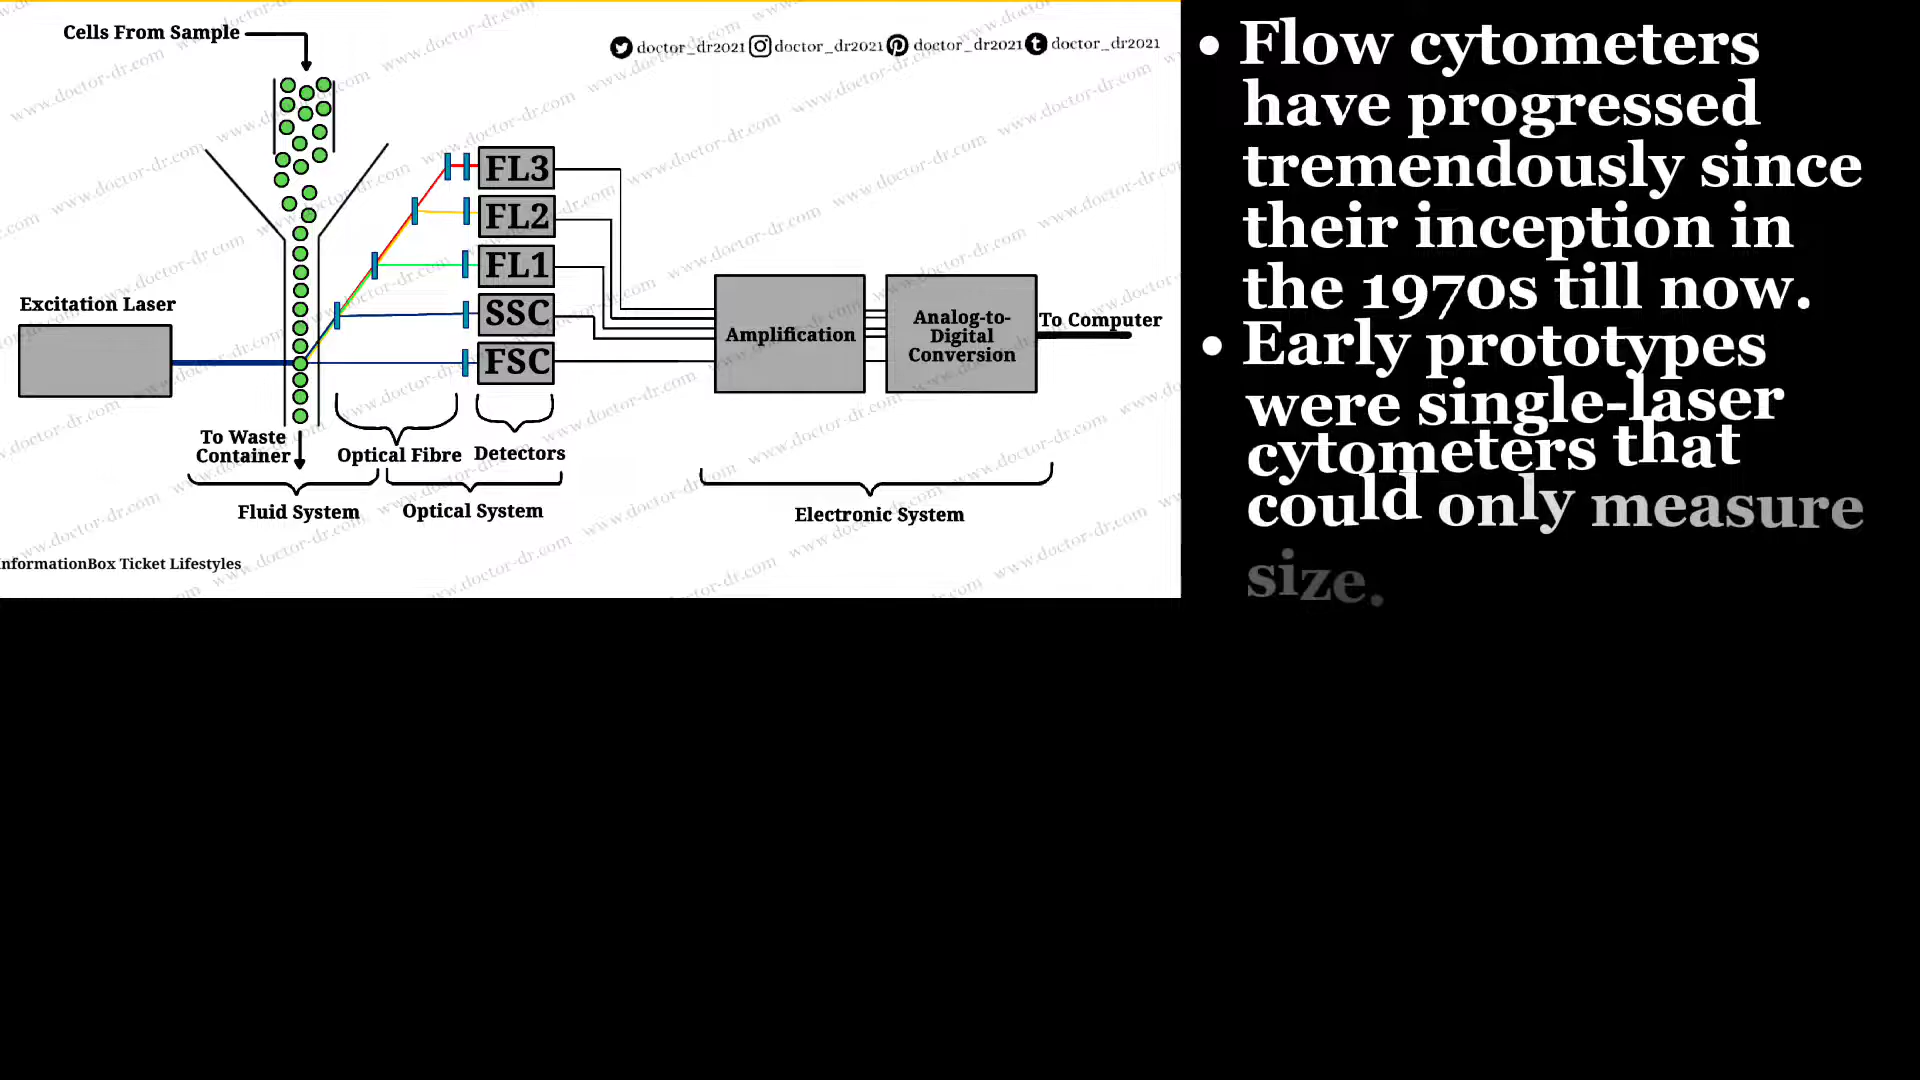 Cells From Sample
doctor_dr2021 doctor_dr2021 doctor_dr2021 doctor_dr2021
FL3
FL2
FL1
SSC
FSC
Excitation Laser
Amplification
Analog-to-
Digital
Conversion
To Computer
To Waste
Container
Optical Fibre
Detectors
Fluid System
Optical System
Electronic System
nformationBox Ticket Lifestyles
www.doctor-dr.com
• Flow cytometers
have progressed
tremendously since
their inception in
the 1970s till now.
• Early prototypes
were single-laser
cytometers that
could only measure
size.